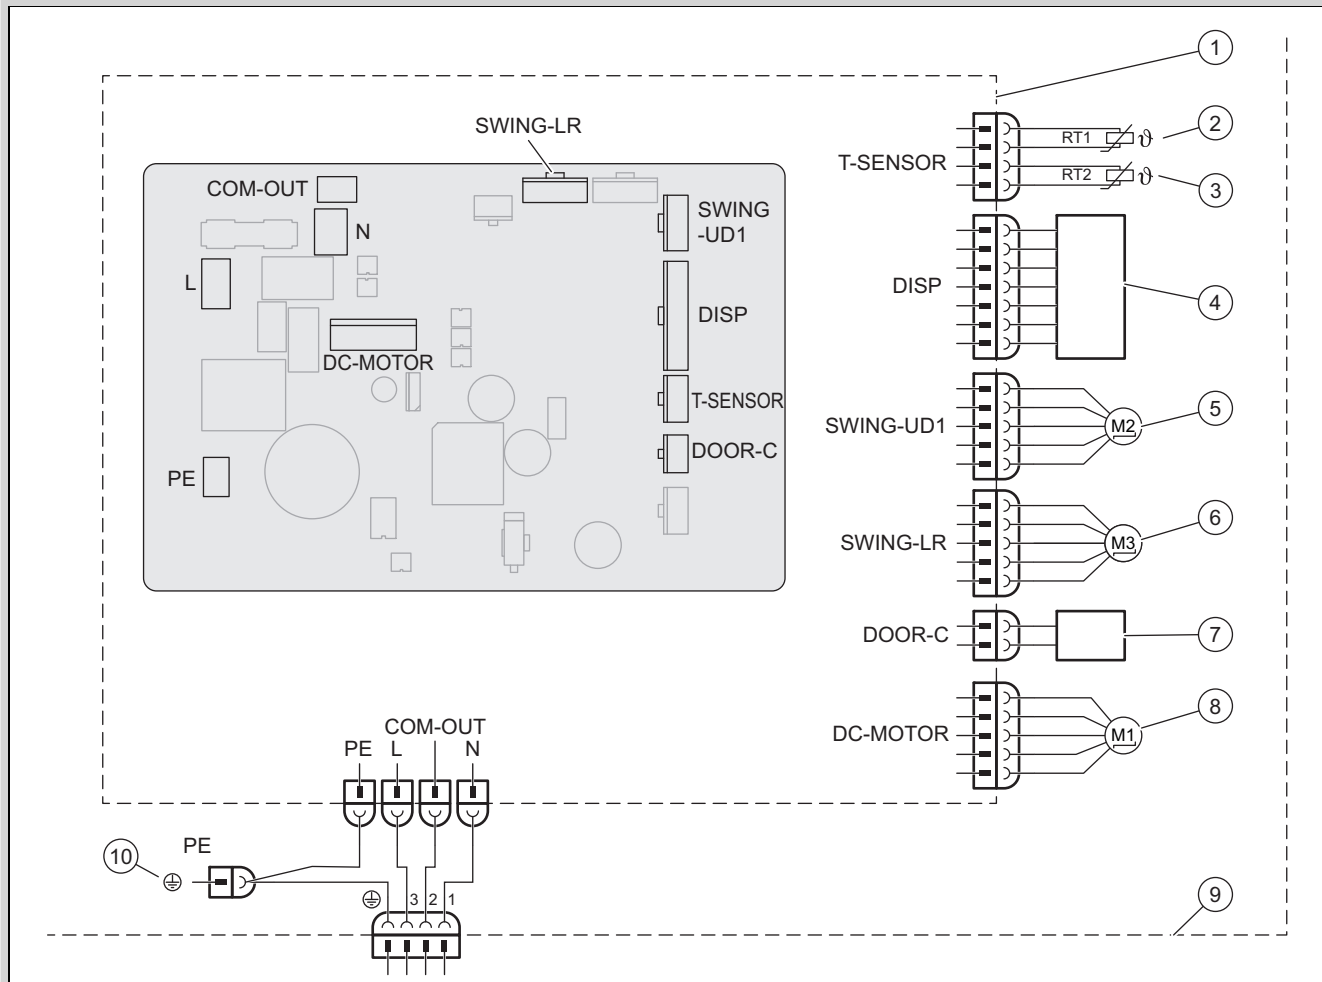 1
SWING-LR
RT1
ϑ
2
T-SENSOR
COM-OUT
RT2
ϑ
3
SWING
-UD1
N
L
DISP
4
DISP
DC-MOTOR
T-SENSOR
SWING-UD1
M2
5
DOOR-C
PE
SWING-LR
M3
6
DOOR-C
7
COM-OUT
DC-MOTOR
M1
8
PE
L
N
PE
10
3
2
1
9